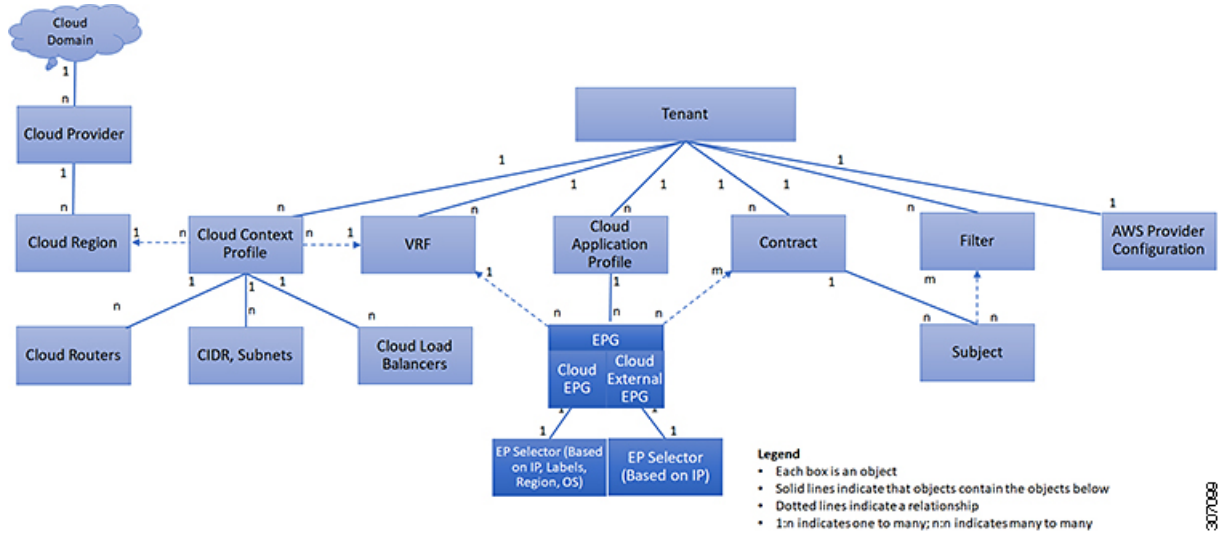 Cloud
Domain
1
n
Cloud Provider
1
n
Tenant
1
1
1
1
1
1
n
n
n
n
n
1
Cloud Region
1
n
Cloud Context
Profile
n
1
VRF
Cloud
Application
Profile
Contract
Filter
AWS Provider
Configuration
1
1
1
1
1
m
1
m
n
n
n
n
n
n
n
n
Cloud Routers
CIDR, Subnets
Cloud Load
Balancers
EPG
Cloud
EPG
Cloud
External
EPG
Subject
1
1
1
1
EP Selector (Based
on IP, Labels,
Region, OS)
EP Selector
(Based on IP)
Legend
• Each box is an object
• Solid lines indicate that objects contain the objects below
• Dotted lines indicate a relationship
• 1:n indicates one to many; n:n indicates many to many
307099